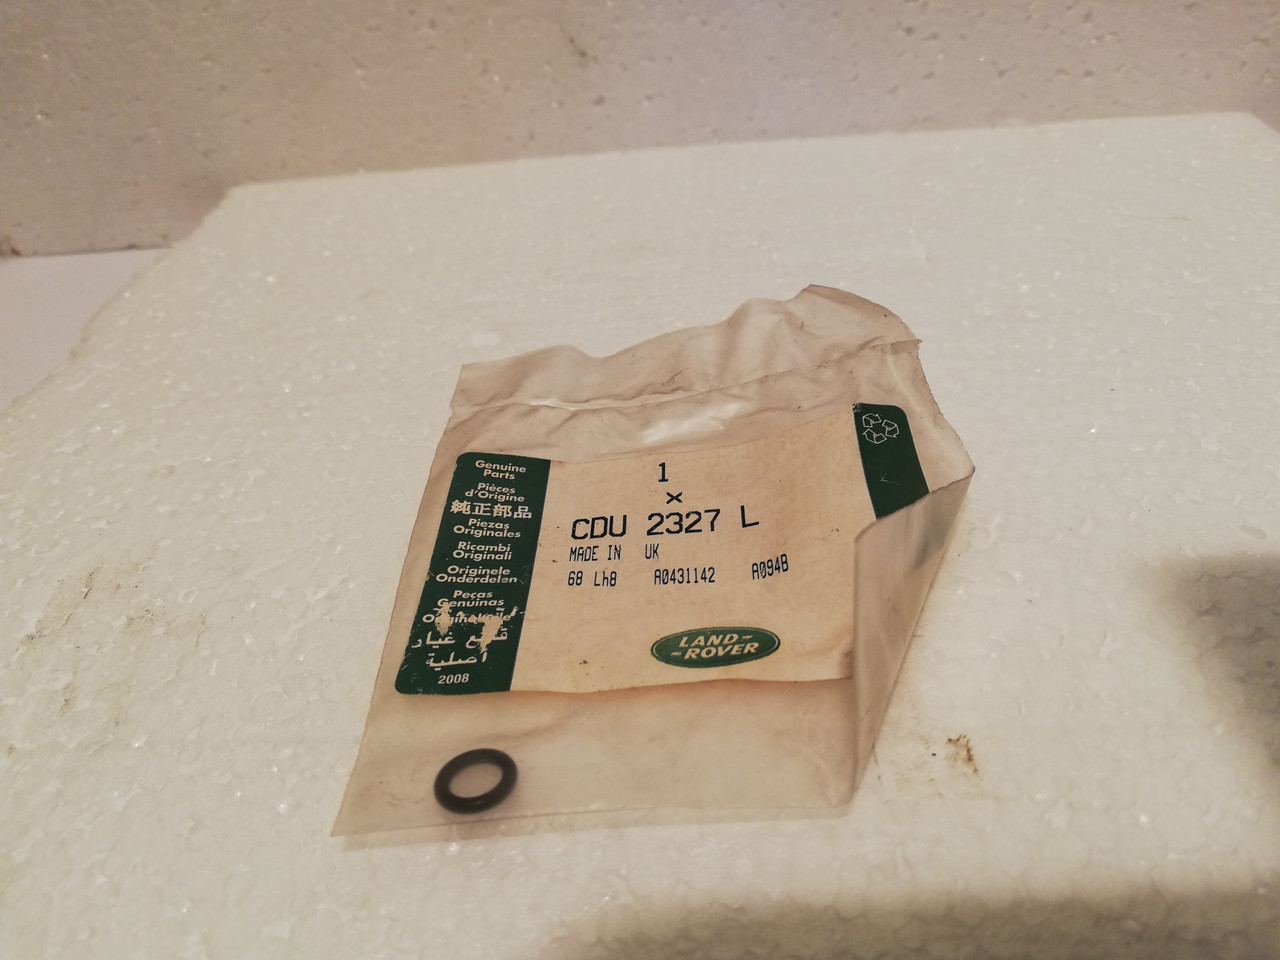 Genuine
Parts
Pièces
d'Origine
純正部品
Piezas
Originales
Ricambi
Originali
Originele
Onderdelen
Peças
Genuinas
قطع غيار
أصلية
2008
1
x
CDU 2327 L
MADE IN UK
68 Lh8 A0431142 A094B
LAND-
-ROVER